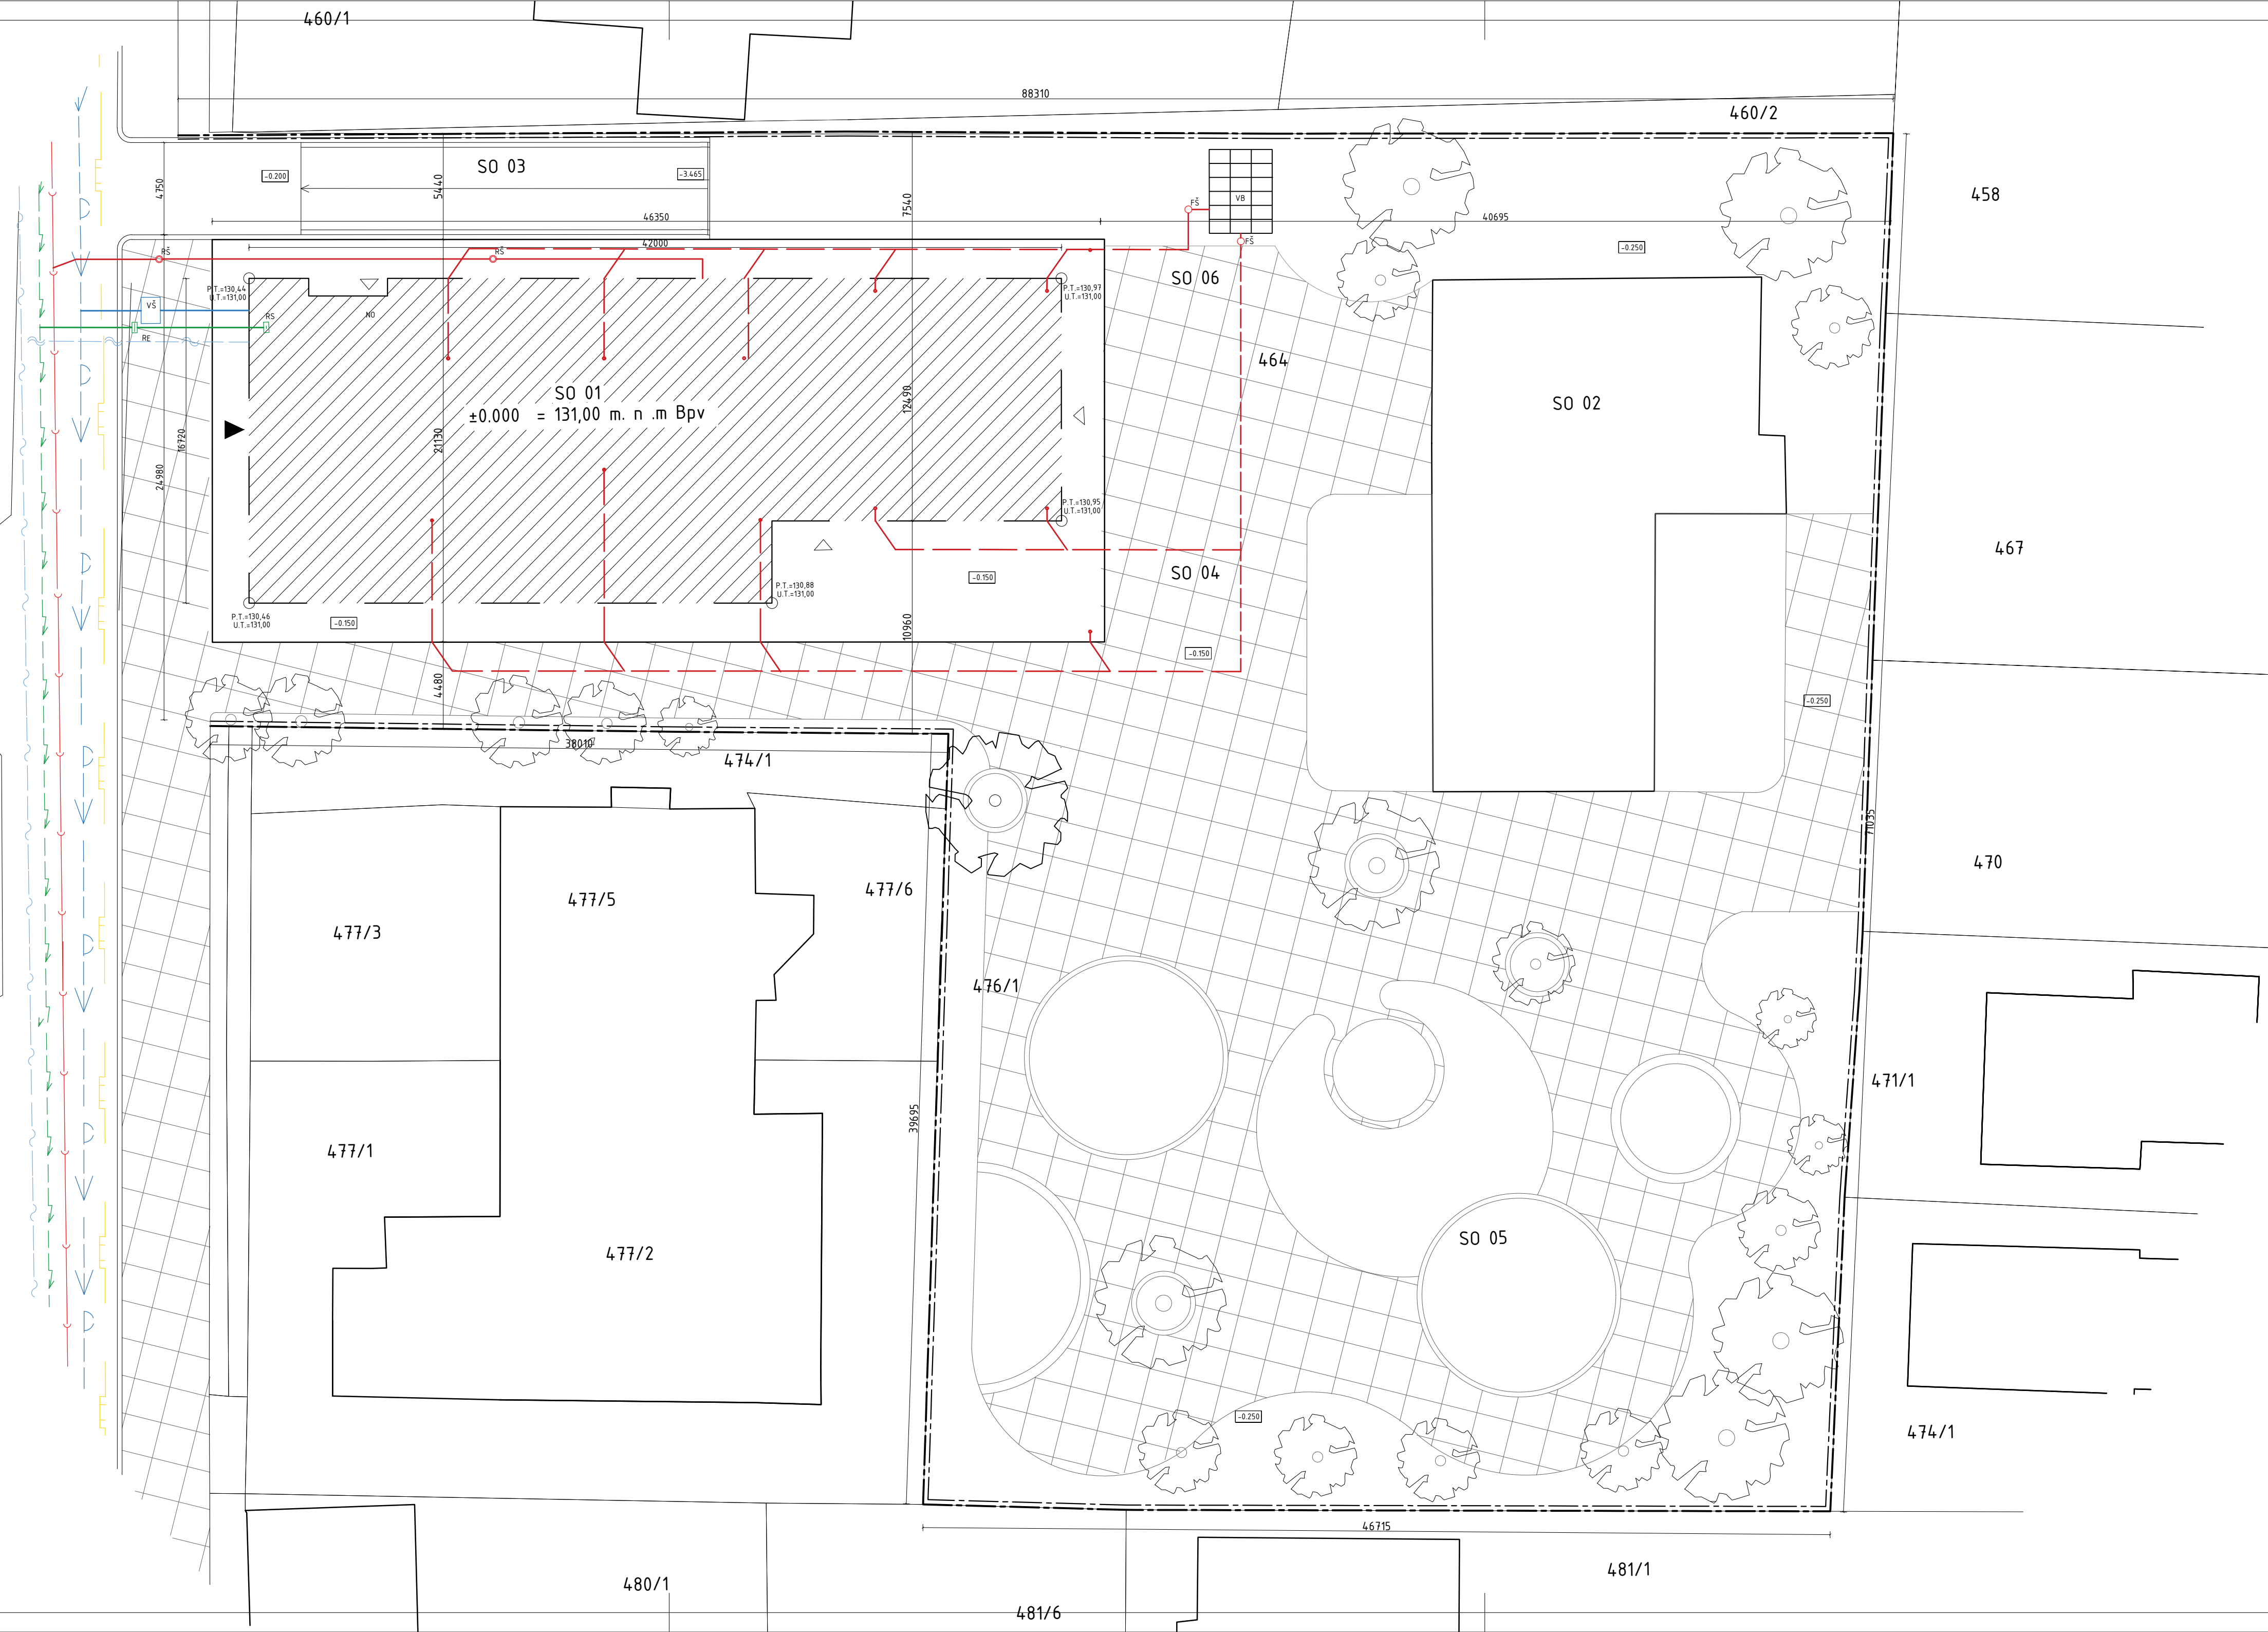 460/1
88310
460/2
SO 03
-0.200
-3.465
4750
5440
7540
VB
458
46350
40695
FŠ
42000
-0.250
RŠ
RŠ
FŠ
SO 06
P.T.=130,44
U.T.=131,00
P.T.=130,97
U.T.=131,00
VŠ
NO
RS
RE
464
SO 01
±0.000 = 131,00 m. n .m Bpv
12490
SO 02
16720
21130
24980
P.T.=130,95
U.T.=131,00
467
SO 04
-0.150
P.T.=130,88
U.T.=131,00
P.T.=130,46
U.T.=131,00
-0.150
10960
-0.150
4480
-0.250
38010
474/1
71035
470
477/5
477/6
477/3
476/1
471/1
39695
477/1
SO 05
477/2
-0.250
474/1
46715
481/1
480/1
481/6